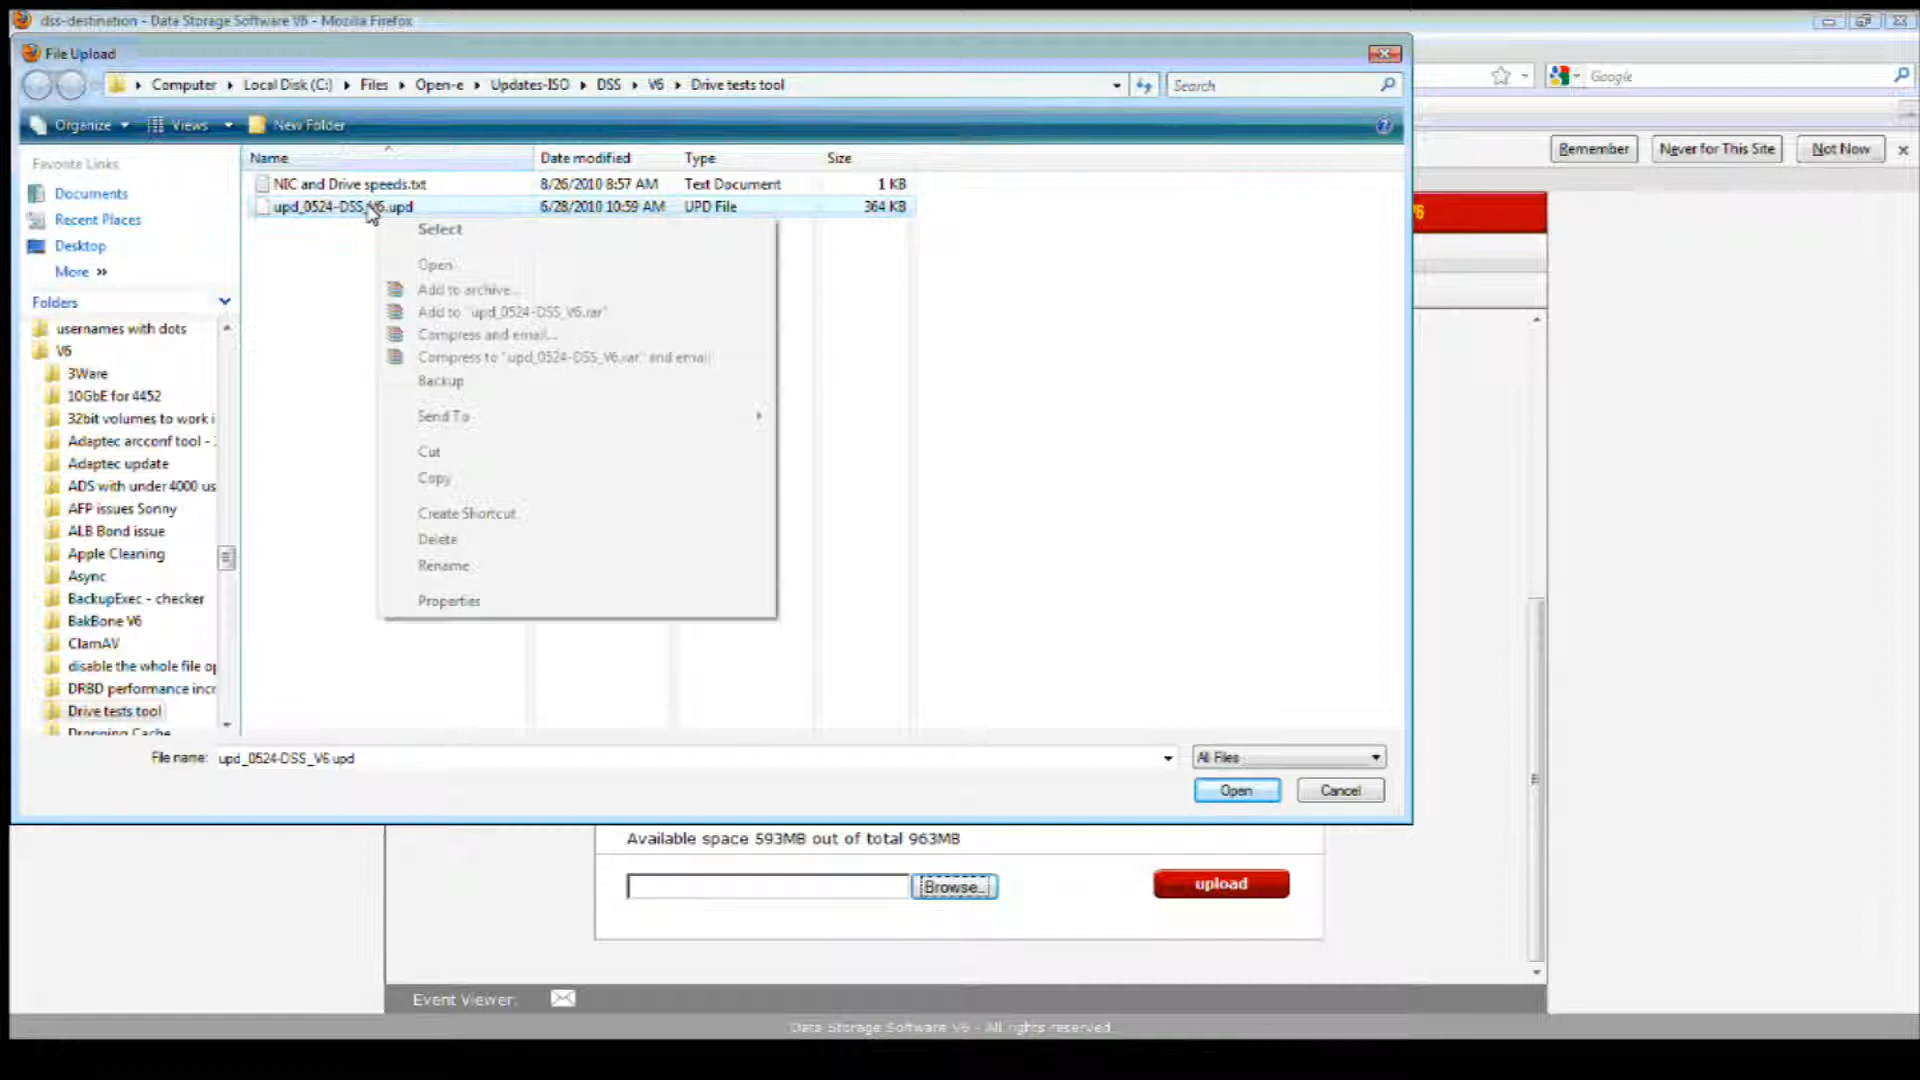 dss-destination - Data Storage Software V6 - Mozilla Firefox
File Upload
Computer Local Disk (C:) Files Open-e Updates-ISO DSS V6 Drive tests tool
Search
Google
Organize Views New Folder
Remember Never for This Site Not Now
Favorite Links
Documents
Recent Places
Desktop
More »
Folders
usernames with dots
V6
3Ware
10GbE for 4452
32bit volumes to work i
Adaptec arcconf tool -
Adaptec update
ADS with under 4000 us
AFP issues Sonny
ALB Bond issue
Apple Cleaning
Async
BackupExec - checker
BakBone V6
ClamAV
disable the whole file op
DRBD performance incr
Drive tests tool
Dropping Cache
Name Date modified Type Size
NIC and Drive speeds.txt 8/26/2010 8:57 AM Text Document 1 KB
upd_0524-DSS_V6.upd 6/28/2010 10:59 AM UPD File 364 KB
Select
Open
Add to archive...
Add to "upd_0524-DSS_V6.rar"
Compress and email...
Compress to "upd_0524-DSS_V6.rar" and email
Backup
Send To
Cut
Copy
Create Shortcut
Delete
Rename
Properties
V6
File name: upd_0524-DSS_V6.upd All Files
Open Cancel
Available space 593MB out of total 963MB
Browse... upload
Event Viewer:
Data Storage Software V6 - All rights reserved